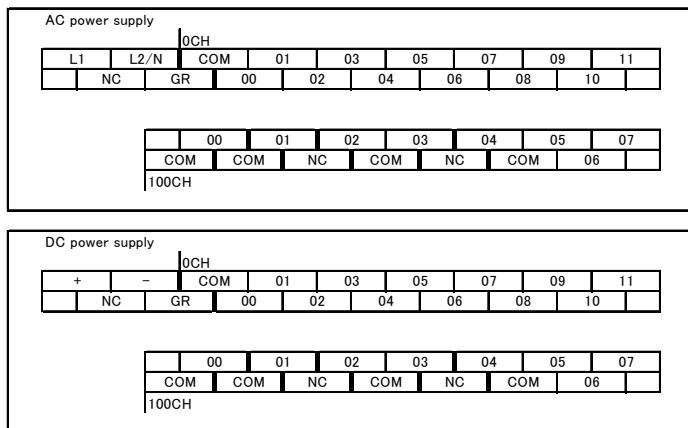 AC power supply
0CH
L1 L2/N COM 01 03 05 07 09 11
NC GR 00 02 04 06 08 10
00 01 02 03 04 05 07
COM COM NC COM NC COM 06
100CH
DC power supply
0CH
+ − COM 01 03 05 07 09 11
NC GR 00 02 04 06 08 10
00 01 02 03 04 05 07
COM COM NC COM NC COM 06
100CH